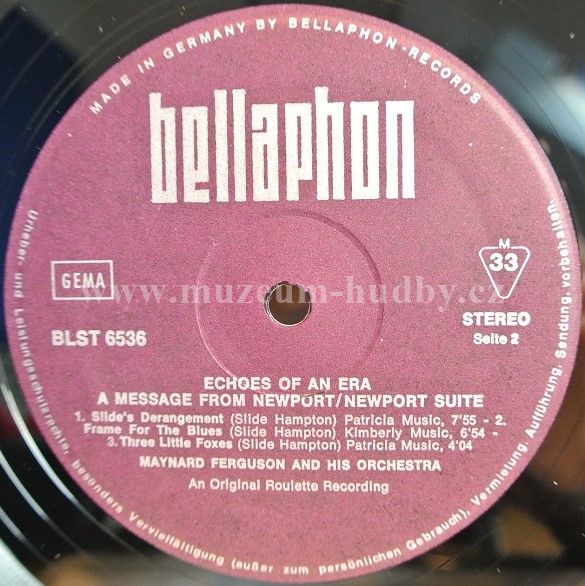 MADE IN GERMANY BY BELLAPHON-RECORDS
bellaphon
GEMA
BLST 6536
M
33
STEREO
Seite 2
www.muzeum-hudby.cz
ECHOES OF AN ERA
A MESSAGE FROM NEWPORT/NEWPORT SUITE
1. Slide's Derangement (Slide Hampton) Patricia Music, 7'55 - 2.
Frame For The Blues (Slide Hampton) Kimberly Music, 6'54 -
3. Three Little Foxes (Slide Hampton) Patricia Music, 4'04
MAYNARD FERGUSON AND HIS ORCHESTRA
An Original Roulette Recording
Urheber- und Leistungsschutzrechte, besonders Vervielfältigung (außer zum persönlichen Gebrauch), Vermietung, Aufführung, Sendung, vorbehalten.